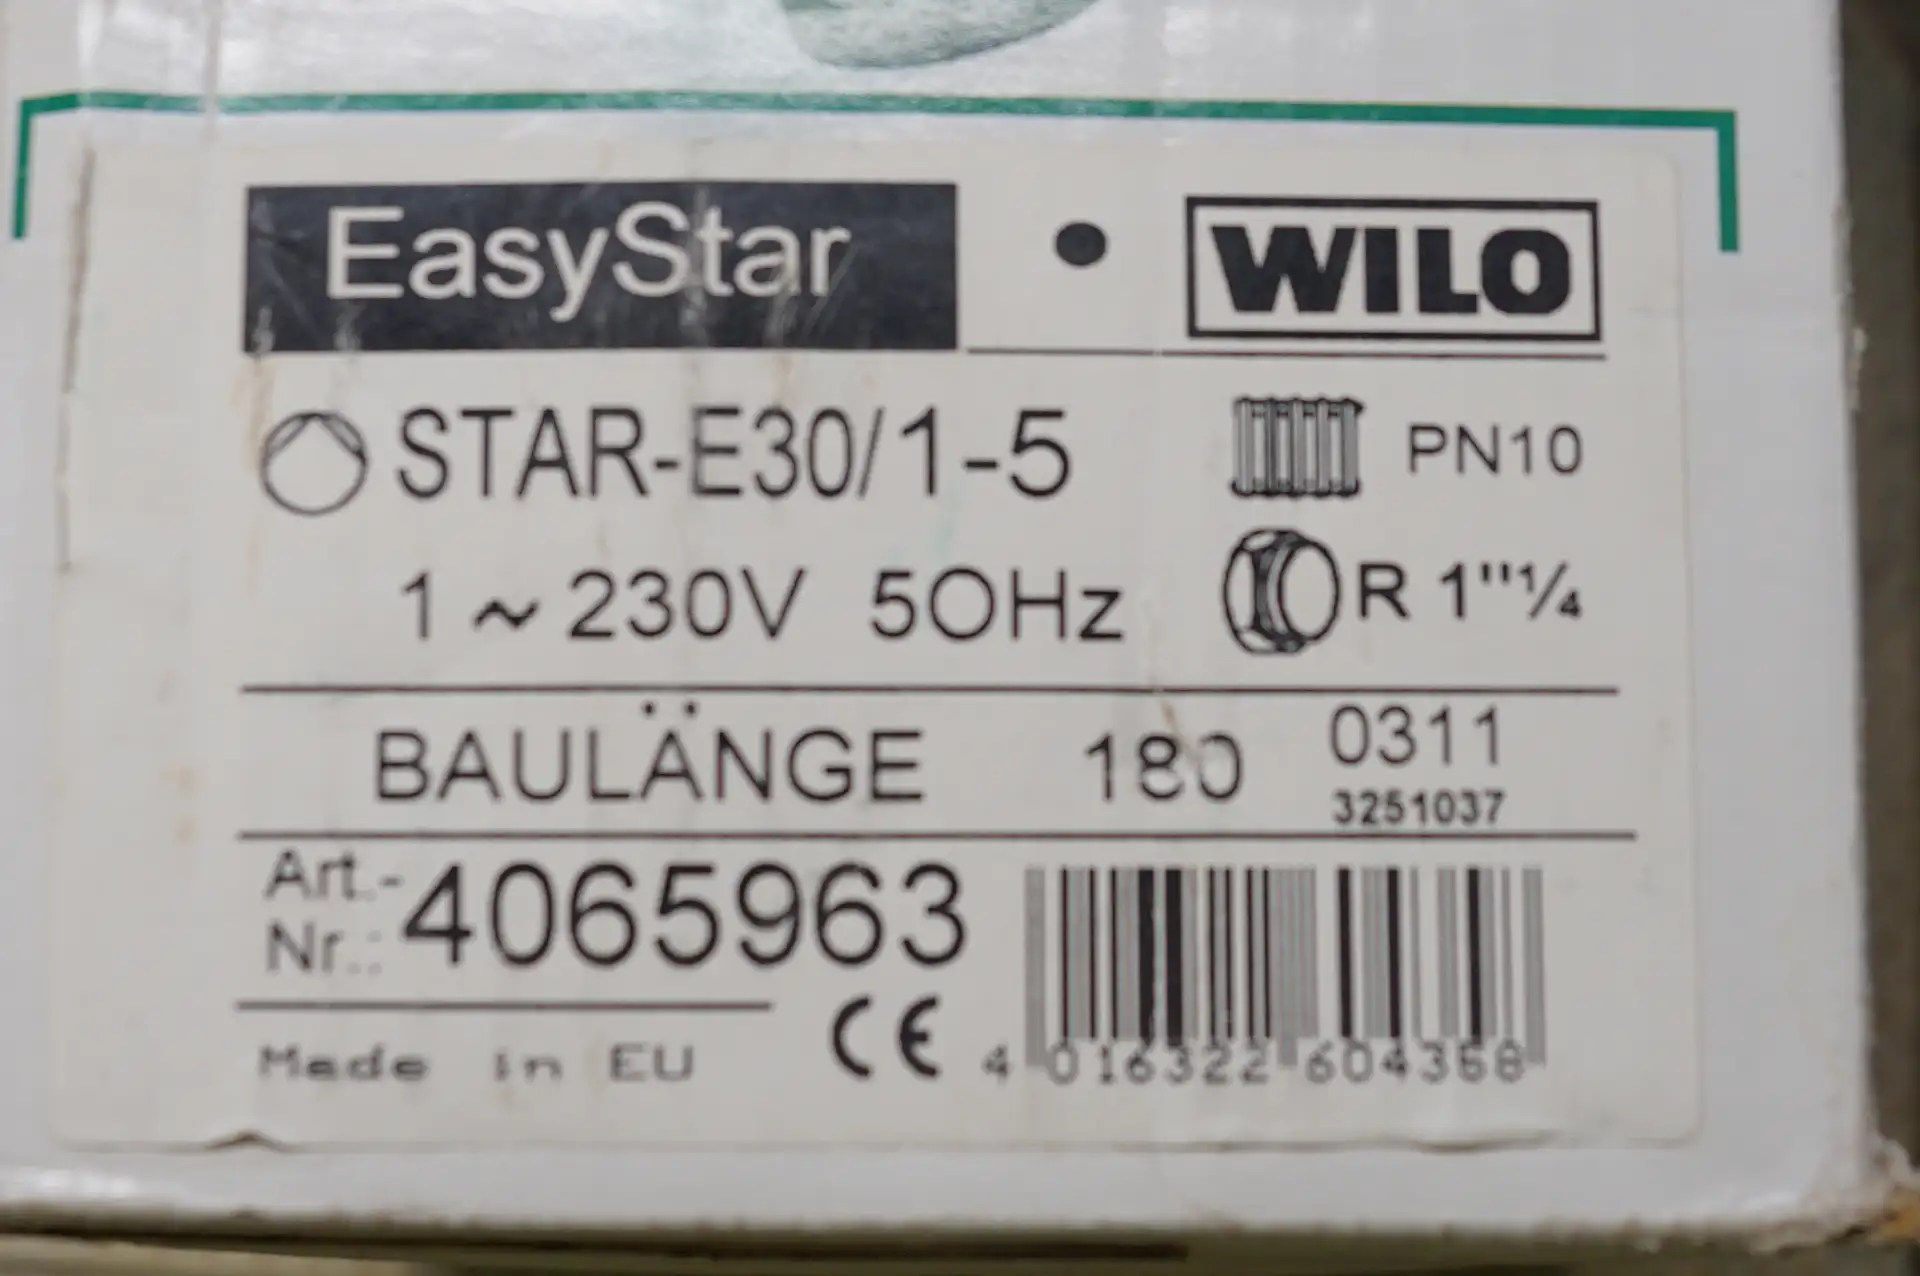 EasyStar • WILO
STAR-E30/1-5 PN10
1 ~ 230V 50Hz R 1"¼
BAULÄNGE 180 0311
3251037
Art.-Nr.: 4065963
Made in EU CE 4 016322 604368